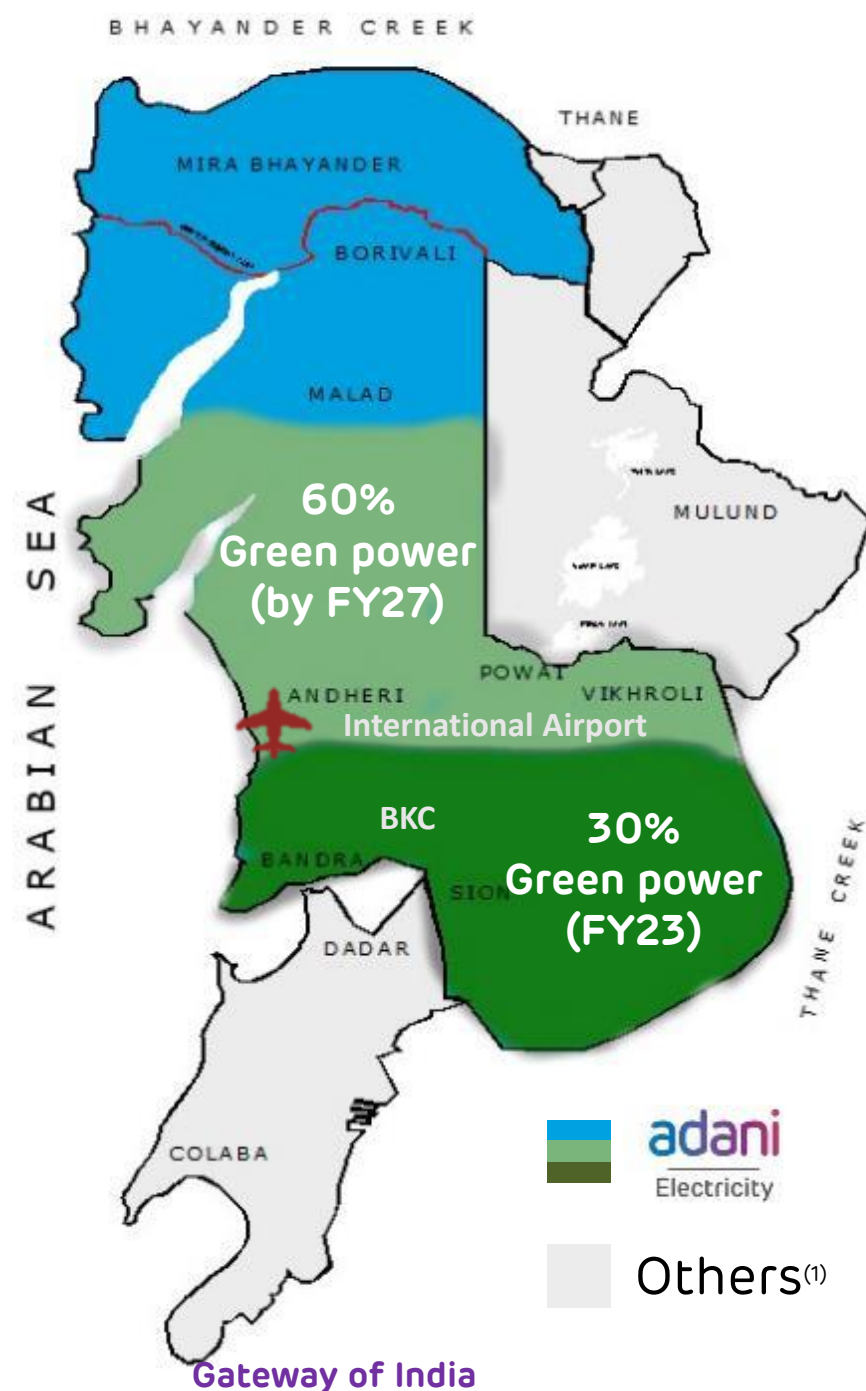 BHAYANDER CREEK
THANE
MIRA BHAYANDER
BORIVALI
MALAD
ARABIAN SEA
60%
Green power
(by FY27)
MULUND
POWAI
VIKHROLI
ANDHERI
International Airport
BKC
30%
Green power
(FY23)
BANDRA
SION
THANE CREEK
DADAR
COLABA
adani
Electricity
Others(1)
Gateway of India